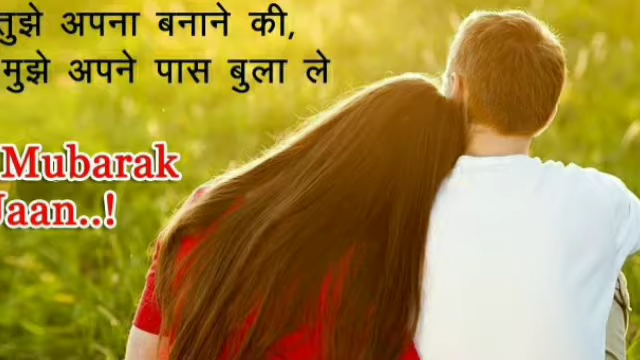 तुझे अपना बनाने की,
मुझे अपने पास बुला ले
Mubarak
Jaan..!